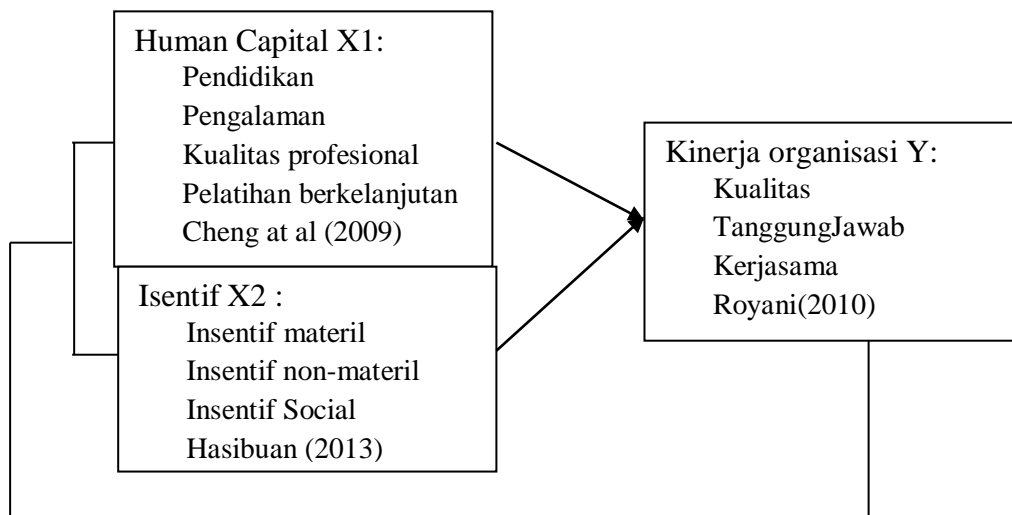 Human Capital X1:
Pendidikan
Pengalaman
Kualitas profesional
Pelatihan berkelanjutan
Cheng at al (2009)
Isentif X2 :
Insentif materil
Insentif non-materil
Insentif Social
Hasibuan (2013)
Kinerja organisasi Y:
Kualitas
TanggungJawab
Kerjasama
Royani(2010)